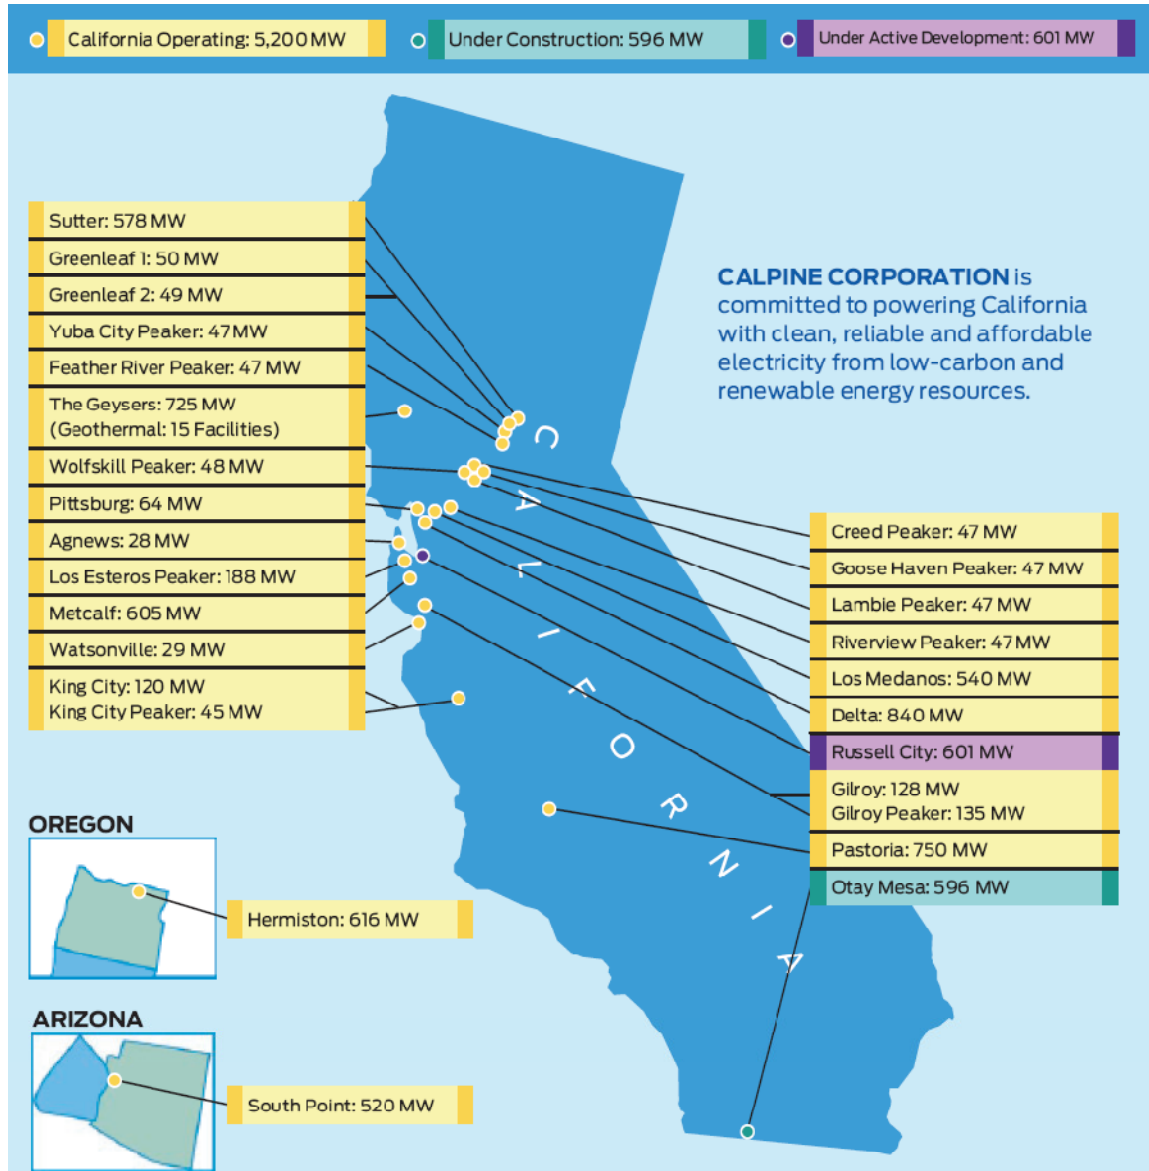 California Operating: 5,200 MW
Under Construction: 596 MW
Under Active Development: 601 MW
Sutter: 578 MW
Greenleaf 1: 50 MW
Greenleaf 2: 49 MW
Yuba City Peaker: 47 MW
Feather River Peaker: 47 MW
The Geysers: 725 MW
(Geothermal: 15 Facilities)
Wolfskill Peaker: 48 MW
Pittsburg: 64 MW
Agnews: 28 MW
Los Esteros Peaker: 188 MW
Metcalf: 605 MW
Watsonville: 29 MW
King City: 120 MW
King City Peaker: 45 MW
CALPINE CORPORATION is
committed to powering California
with clean, reliable and affordable
electricity from low-carbon and
renewable energy resources.
CALIFORNIA
Creed Peaker: 47 MW
Goose Haven Peaker: 47 MW
Lambie Peaker: 47 MW
Riverview Peaker: 47 MW
Los Medanos: 540 MW
Delta: 840 MW
Russell City: 601 MW
Gilroy: 128 MW
Gilroy Peaker: 135 MW
Pastoria: 750 MW
Otay Mesa: 596 MW
OREGON
Hermiston: 616 MW
ARIZONA
South Point: 520 MW